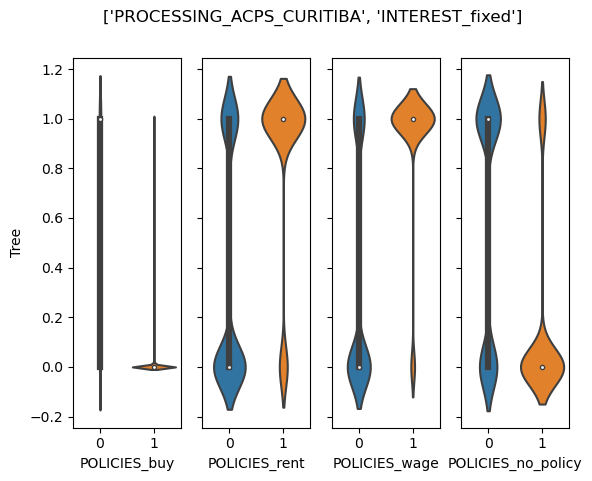 ['PROCESSING_ACPS_CURITIBA', 'INTEREST_fixed']
1.2
1.0
0.8
0.6
0.4
0.2
0.0
−0.2
Tree
0 1 0 1 0 1 0 1
POLICIES_buy POLICIES_rent POLICIES_wage POLICIES_no_policy